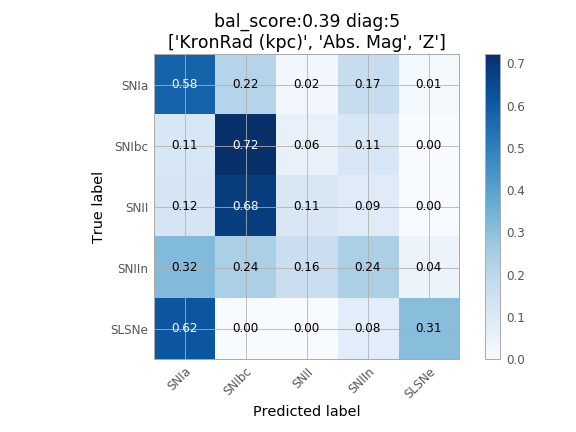 bal_score:0.39 diag:5
['KronRad (kpc)', 'Abs. Mag', 'Z']
SNIa 0.58 0.22 0.02 0.17 0.01
SNIbc 0.11 0.72 0.06 0.11 0.00
SNII 0.12 0.68 0.11 0.09 0.00
SNIIn 0.32 0.24 0.16 0.24 0.04
SLSNe 0.62 0.00 0.00 0.08 0.31
True label
SNIa SNIbc SNII SNIIn SLSNe
Predicted label
0.7
0.6
0.5
0.4
0.3
0.2
0.1
0.0